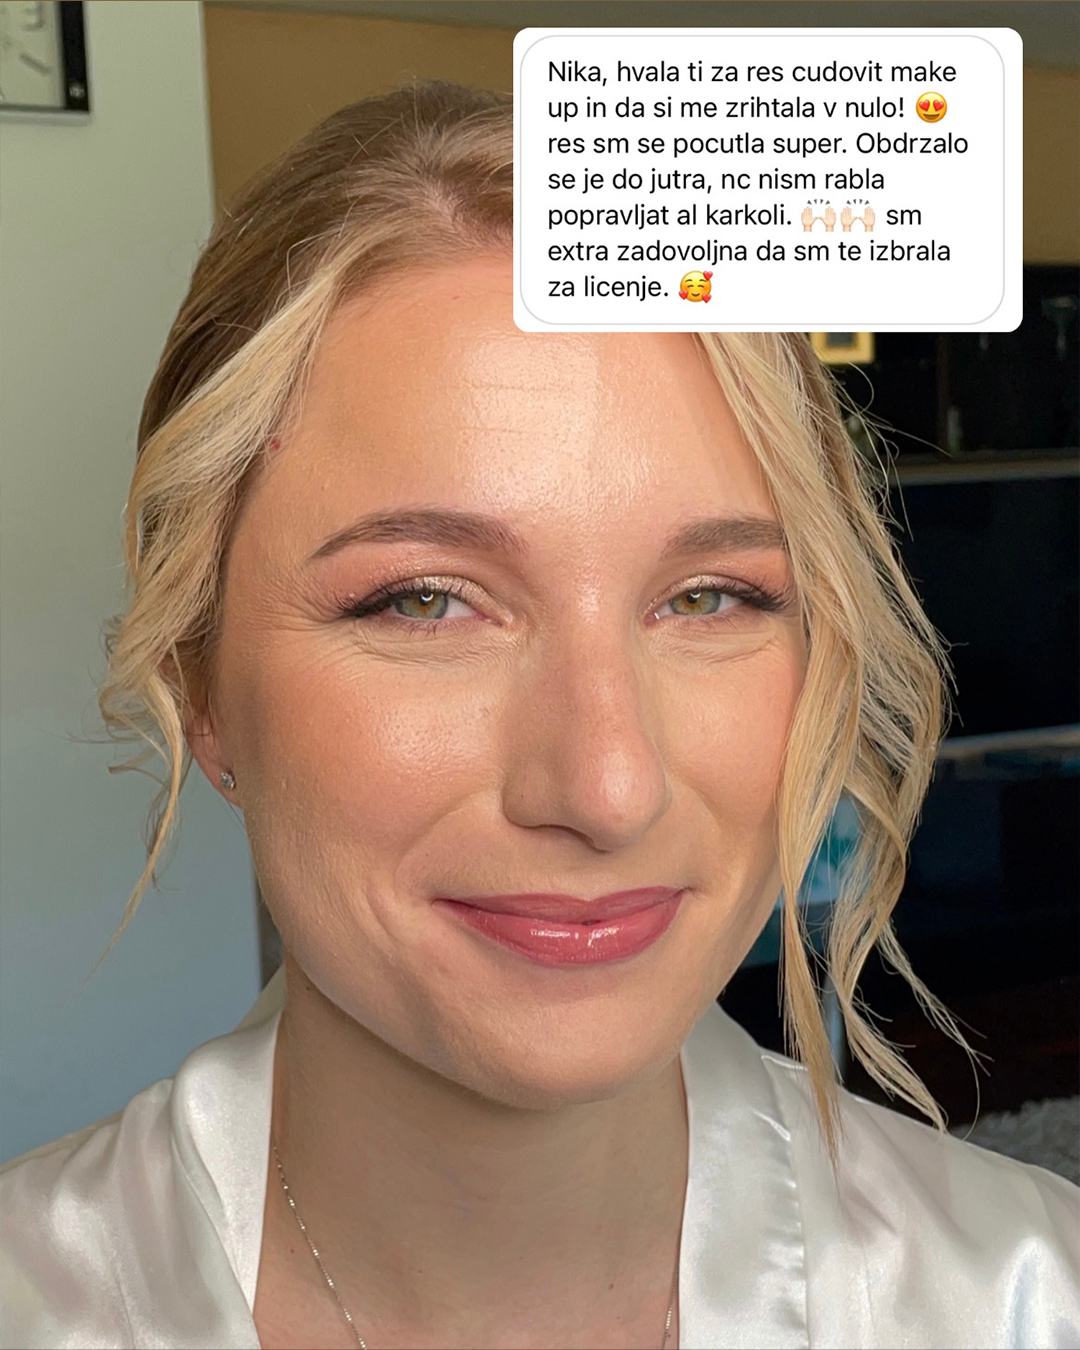 Nika, hvala ti za res cudovit make
up in da si me zrihtala v nulo! 😍
res sm se pocutla super. Obdrzalo
se je do jutra, nc nism rabla
popravljat al karkoli. 🙌🏻🙌🏻 sm
extra zadovoljna da sm te izbrala
za licenje. 🥰